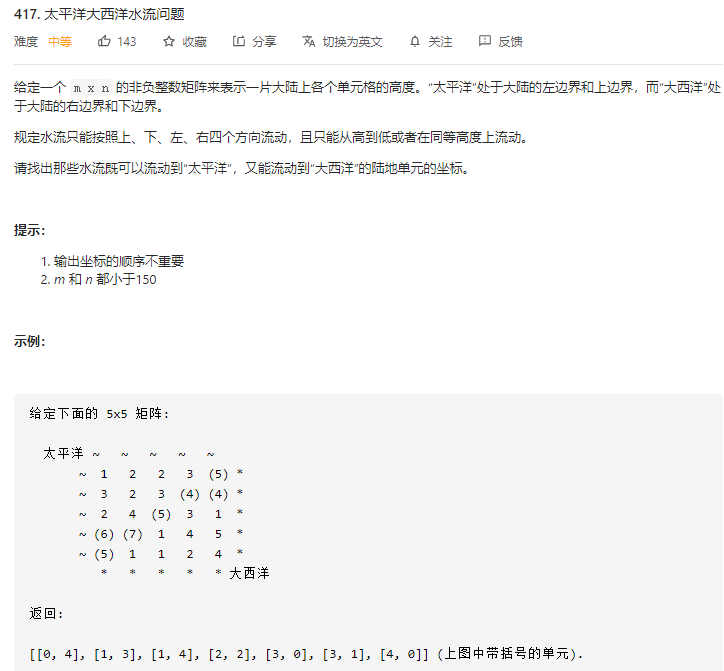 417. 太平洋大西洋水流问题
难度 中等 143 收藏 分享 切换为英文 关注 反馈
给定一个 m x n 的非负整数矩阵来表示一片大陆上各个单元格的高度。“太平洋”处于大陆的左边界和上边界，而“大西洋”处
于大陆的右边界和下边界。
规定水流只能按照上、下、左、右四个方向流动，且只能从高到低或者在同等高度上流动。
请找出那些水流既可以流动到“太平洋”，又能流动到“大西洋”的陆地单元的坐标。
提示：
1. 输出坐标的顺序不重要
2. m 和 n 都小于150
示例：
给定下面的 5x5 矩阵:
太平洋 ~ ~ ~ ~ ~
~ 1 2 2 3 (5) *
~ 3 2 3 (4) (4) *
~ 2 4 (5) 3 1 *
~ (6) (7) 1 4 5 *
~ (5) 1 1 2 4 *
* * * * * 大西洋
返回:
[[0, 4], [1, 3], [1, 4], [2, 2], [3, 0], [3, 1], [4, 0]] (上图中带括号的单元).